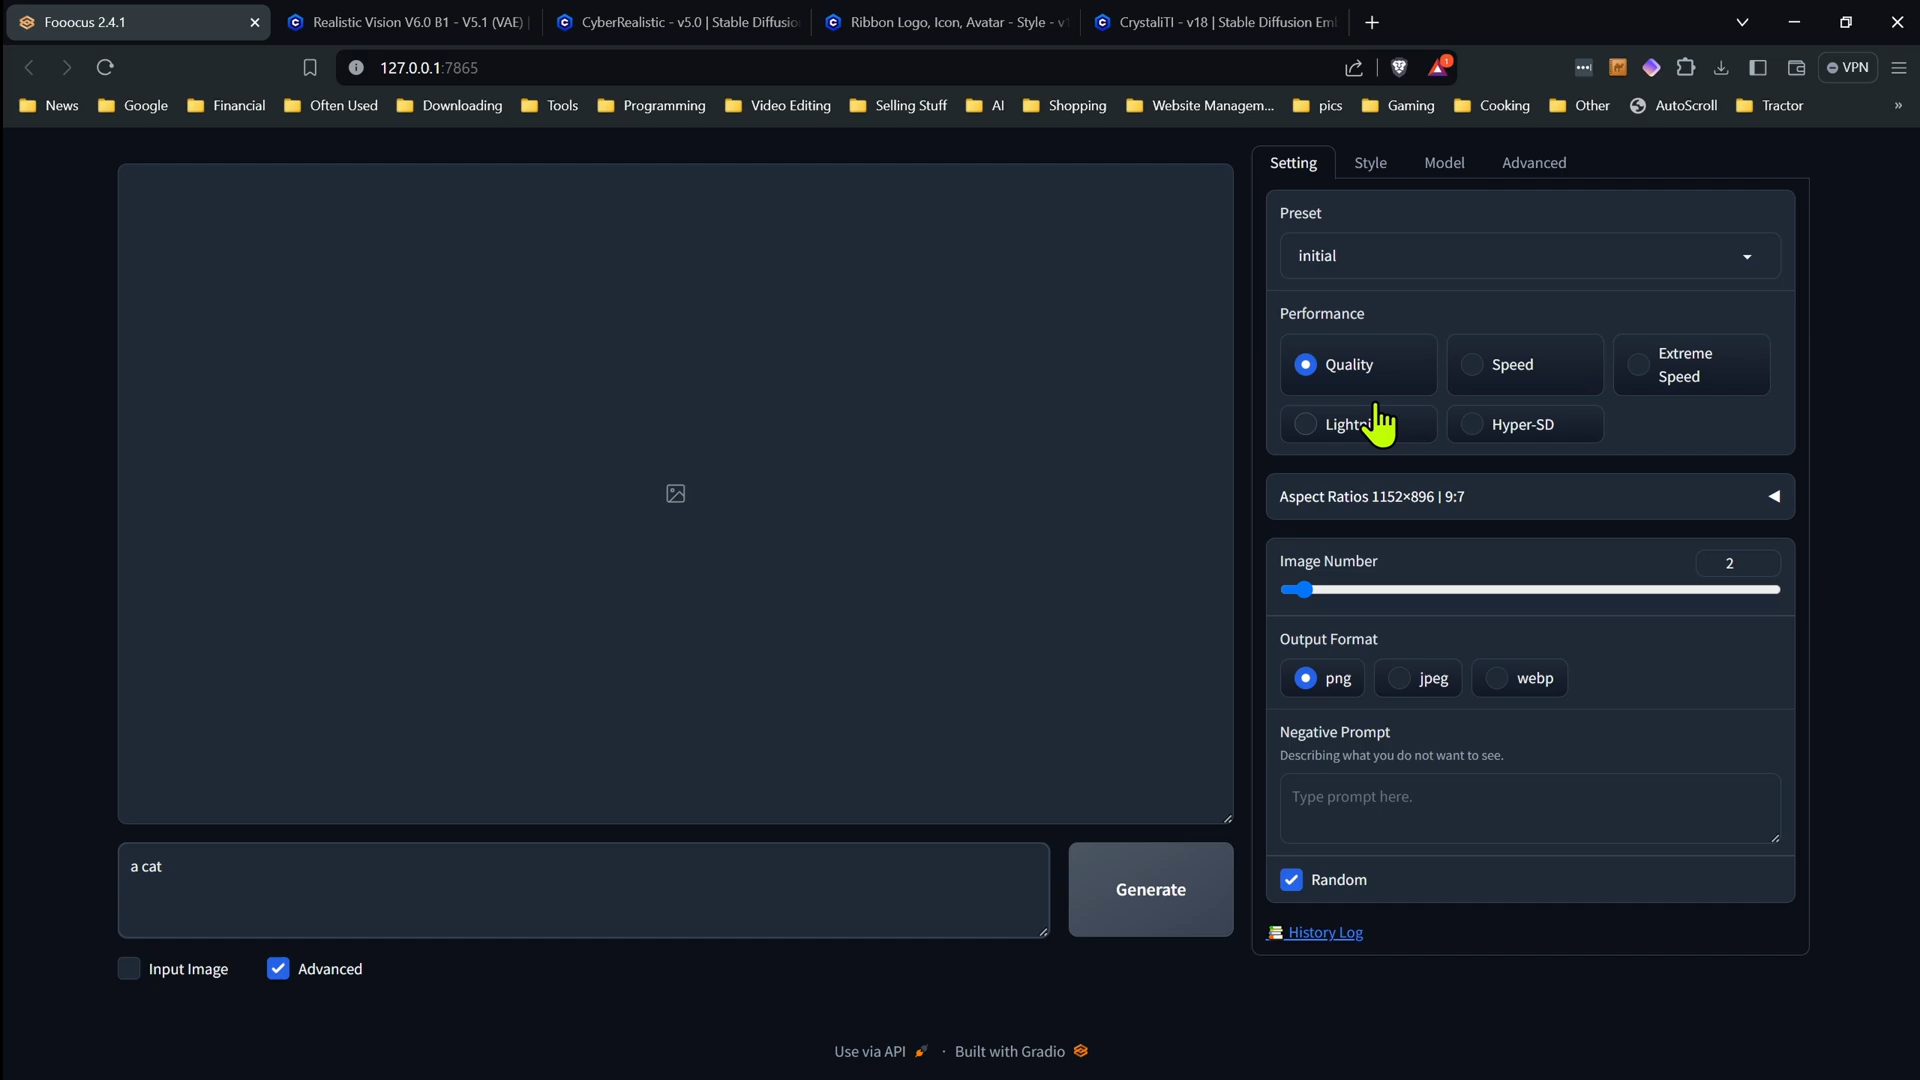 Fooocus 2.4.1
Realistic Vision V6.0 B1 - V5.1 (VAE)
CyberRealistic - v5.0 | Stable Diffusio
Ribbon Logo, Icon, Avatar - Style - v1
CrystaliTI - v18 | Stable Diffusion Em
127.0.0.1:7865
1
VPN
News
Google
Financial
Often Used
Downloading
Tools
Programming
Video Editing
Selling Stuff
AI
Shopping
Website Managem...
pics
Gaming
Cooking
Other
AutoScroll
Tractor
»
Setting
Style
Model
Advanced
Preset
initial
Performance
Quality
Speed
Extreme
Speed
Hyper-SD
Aspect Ratios 1152×896 | 9:7
Image Number
2
Output Format
png
jpeg
webp
Negative Prompt
Describing what you do not want to see.
Type prompt here.
Random
History Log
a cat
Generate
Input Image
Advanced
Use via API · Built with Gradio